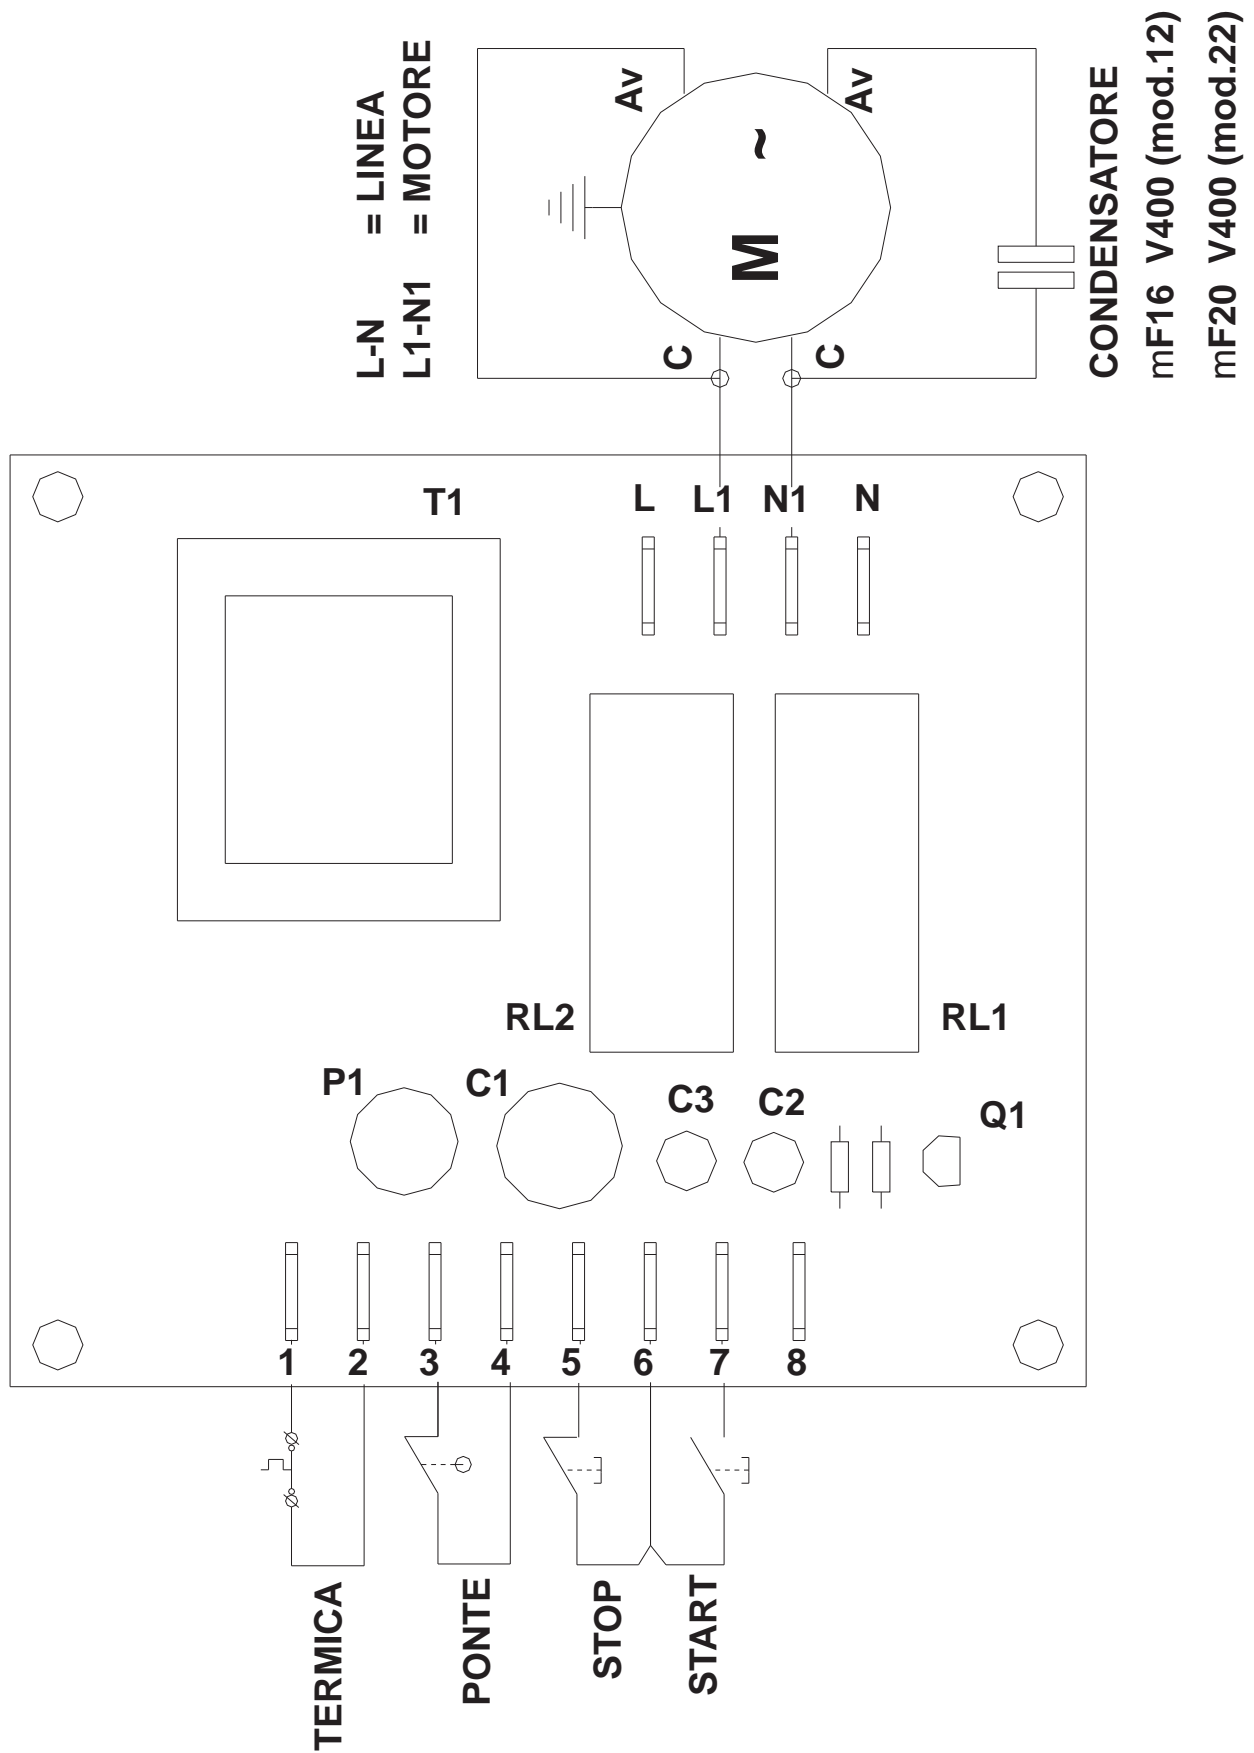 L-N = LINEA
L1-N1 = MOTORE
Av
Av
M ~
C
C
CONDENSATORE
mF16 V400 (mod.12)
mF20 V400 (mod.22)
T1
L L1 N1 N
RL2
RL1
P1
C1
C3
C2
Q1
1 2 3 4 5 6 7 8
TERMICA
PONTE
STOP
START